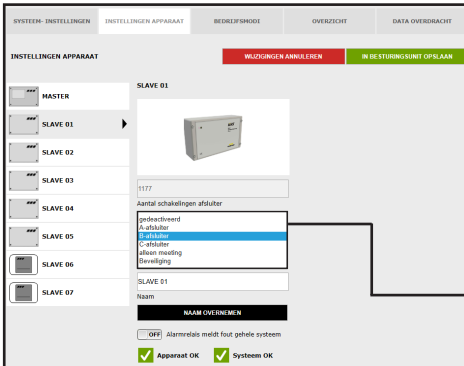 SYSTEEM- INSTELLINGEN
INSTELLINGEN APPARAAT
BEDRIJFSMODI
OVERZICHT
DATA OVERDRACHT
INSTELLINGEN APPARAAT
WIJZIGINGEN ANNULEREN
IN BESTURINGSUNIT OPSLAAN
MASTER
SLAVE 01
SLAVE 02
SLAVE 03
SLAVE 04
SLAVE 05
SLAVE 06
SLAVE 07
SLAVE 01
1177
Aantal schakelingen afsluiter
gedeactiveerd
A-afsluiter
B-afsluiter
C-afsluiter
alleen meeting
Beveiliging
SLAVE 01
Naam
NAAM OVERNEMEN
OFF Alarmrelais meldt fout gehele systeem
Apparaat OK
Systeem OK